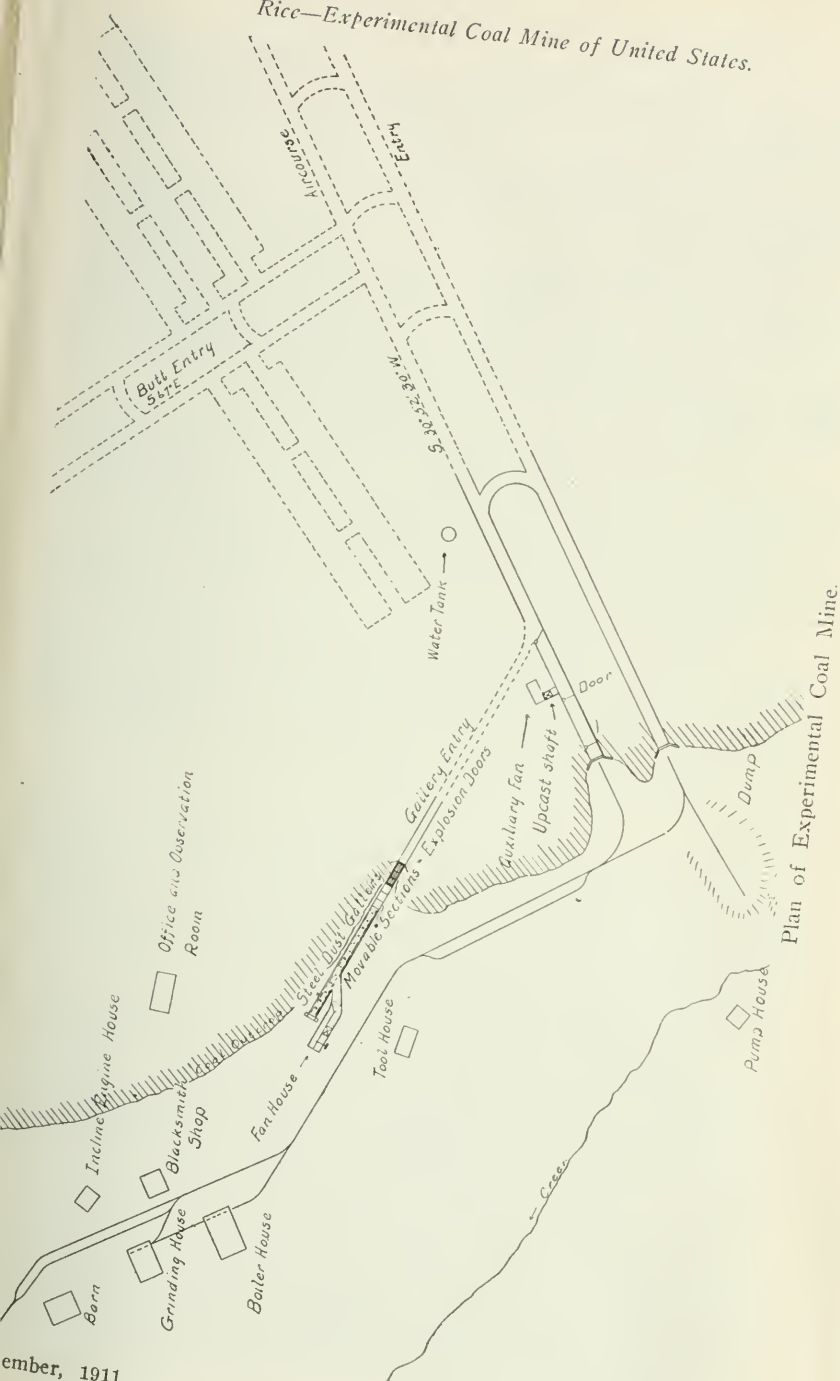 Rice—Experimental Coal Mine of United States.
Aircourse
Entry
Butt Entry
S 67° E
S. 30° 52' 30" W.
Water Tank
Door
Gallery Entry
Explosion Doors
Auxiliary Fan
Upcast shaft
Dump
Plan of Experimental Coal Mine.
Office and Observation
Room
Steel Dust Gallery
Movable Sections
Coal Outcrop
Tool House
Pump House
Incline Engine House
Blacksmith
Shop
Fan House
Creek
Grinding House
Boiler House
Barn
ember, 1911